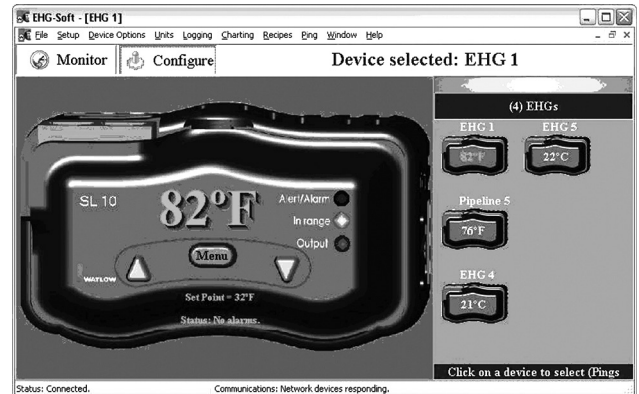 EHG-Soft - [EHG 1]
File Setup Device Options Units Logging Charting Recipes Ping Window Help
Monitor Configure Device selected: EHG 1
(4) EHGs
EHG 1 EHG 5
82°F 22°C
Pipeline 5
76°F
EHG 4
21°C
SL 10
82°F
Alert/Alarm
In range
Output
Menu
WATLOW
Set Point = 32°F
Status: No alarms.
Click on a device to select (Pings
Status: Connected. Communications: Network devices responding.